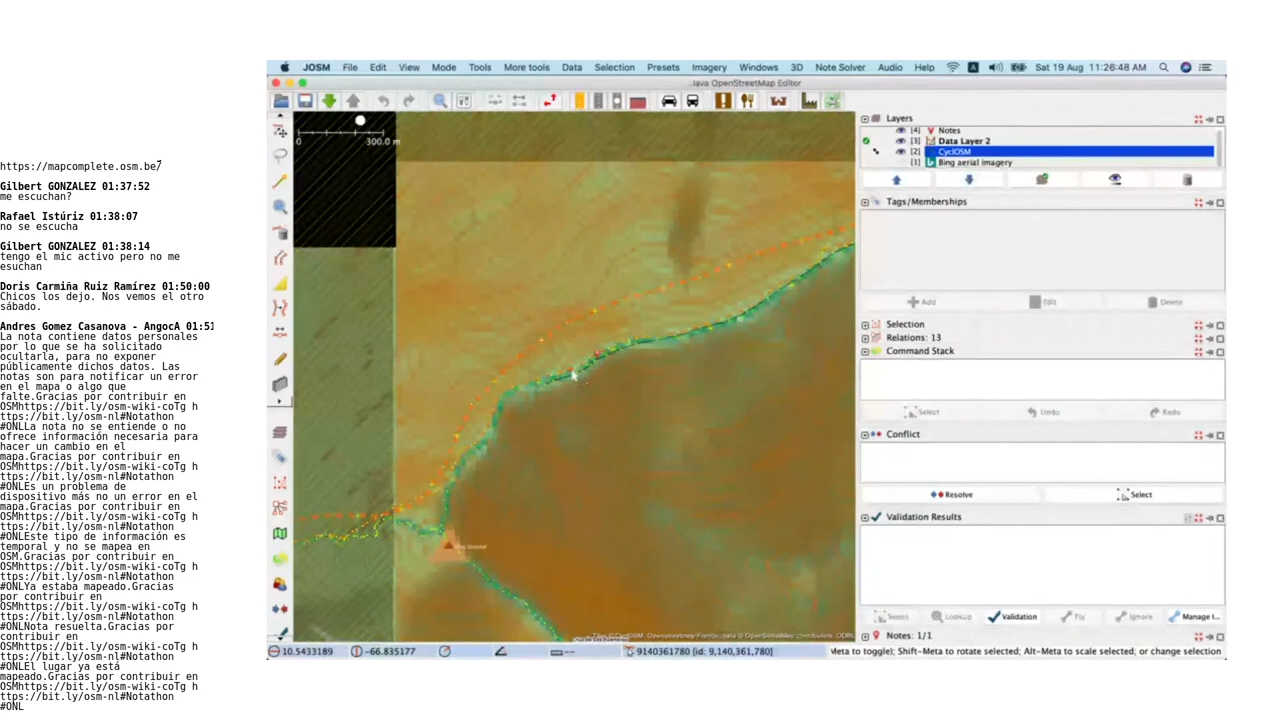 https://mapcomplete.osm.be/
Gilbert GONZALEZ 01:37:52
me escuchan?
Rafael Istúriz 01:38:07
no se escucha
Gilbert GONZALEZ 01:38:14
tengo el mic activo pero no me
esuchan
Doris Carmiña Ruiz Ramírez 01:50:00
Chicos los dejo. Nos vemos el otro
sábado.
Andres Gomez Casanova - AngocA 01:51
La nota contiene datos personales
por lo que se ha solicitado
ocultarla, para no exponer
públicamente dichos datos. Las
notas son para notificar un error
en el mapa o algo que
falte.Gracias por contribuir en
OSMhttps://bit.ly/osm-wiki-coTg h
ttps://bit.ly/osm-nl#Notathon
#ONLLa nota no se entiende o no
ofrece información necesaria para
hacer un cambio en el
mapa.Gracias por contribuir en
OSMhttps://bit.ly/osm-wiki-coTg h
ttps://bit.ly/osm-nl#Notathon
#ONLEs un problema de
dispositivo más no un error en el
mapa.Gracias por contribuir en
OSMhttps://bit.ly/osm-wiki-coTg h
ttps://bit.ly/osm-nl#Notathon
#ONLEste tipo de información es
temporal y no se mapea en
OSM.Gracias por contribuir en
OSMhttps://bit.ly/osm-wiki-coTg h
ttps://bit.ly/osm-nl#Notathon
#ONLYa estaba mapeado.Gracias
por contribuir en
OSMhttps://bit.ly/osm-wiki-coTg h
ttps://bit.ly/osm-nl#Notathon
#ONLNota resuelta.Gracias por
contribuir en
OSMhttps://bit.ly/osm-wiki-coTg h
ttps://bit.ly/osm-nl#Notathon
#ONLEl lugar ya está
mapeado.Gracias por contribuir en
OSMhttps://bit.ly/osm-wiki-coTg h
ttps://bit.ly/osm-nl#Notathon
#ONL
JOSM File Edit View Mode Tools More tools Data Selection Presets Imagery Windows 3D Note Solver Audio Help Sat 19 Aug 11:26:48 AM
Java OpenStreetMap Editor
0 300.0 m
Layers
[4] Notes
[3] Data Layer 2
[2] CyclOSM
[1] Bing aerial imagery
Tags/Memberships
Add Edit Delete
Selection
Relations: 13
Command Stack
Select Undo Redo
Conflict
Resolve Select
Validation Results
Select Lookup Validation Fix Ignore Manage I...
Notes: 1/1
10.5433189 -66.835177 -- 9140361780 [id: 9,140,361,780] Meta to toggle); Shift-Meta to rotate selected; Alt-Meta to scale selected; or change selection